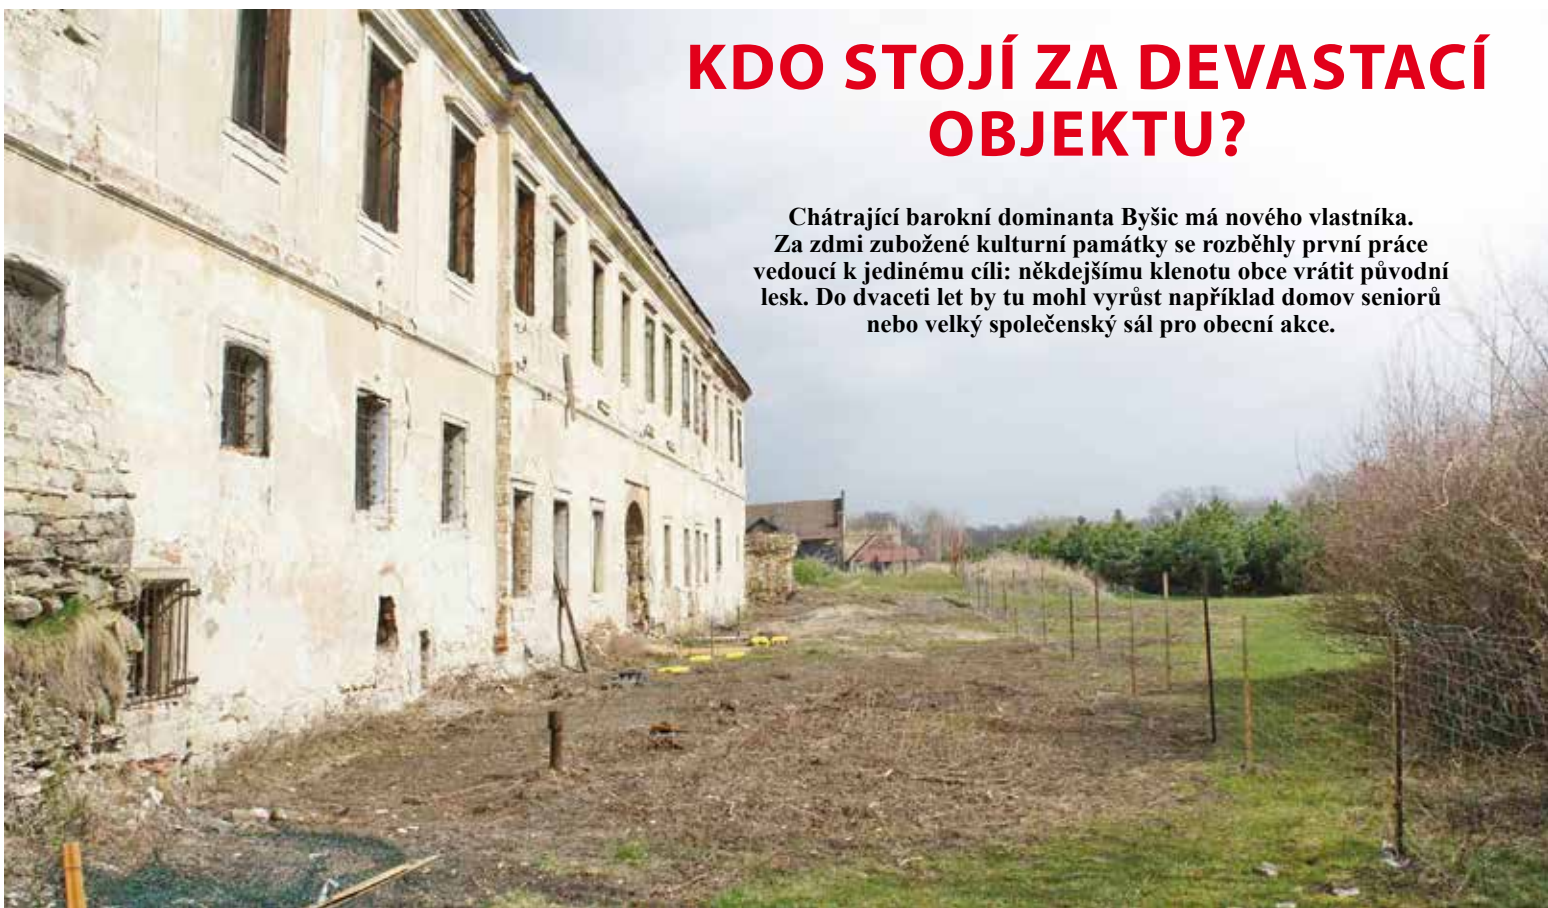 KDO STOJÍ ZA DEVASTACÍ
OBJEKTU?
Chátrající barokní dominanta Byšic má nového vlastníka.
Za zdmi zubožené kulturní památky se rozběhly první práce
vedoucí k jedinému cíli: někdejšímu klenotu obce vrátit původní
lesk. Do dvaceti let by tu mohl vyrůst například domov seniorů
nebo velký společenský sál pro obecní akce.